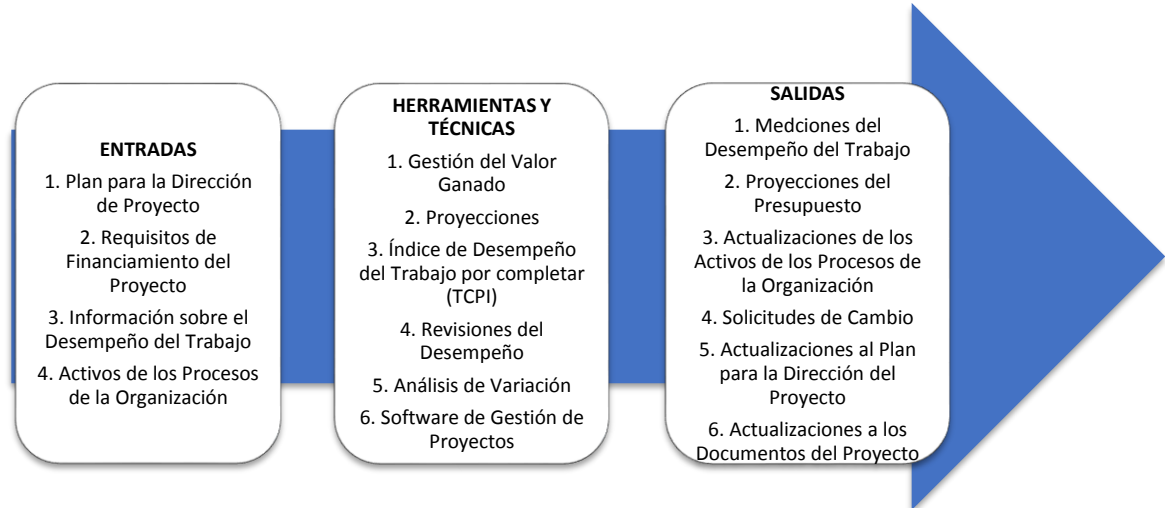 ENTRADAS
1. Plan para la Dirección
de Proyecto
2. Requisitos de
Financiamiento del
Proyecto
3. Información sobre el
Desempeño del Trabajo
4. Activos de los Procesos
de la Organización
HERRAMIENTAS Y
TÉCNICAS
1. Gestión del Valor
Ganado
2. Proyecciones
3. Índice de Desempeño
del Trabajo por completar
(TCPI)
4. Revisiones del
Desempeño
5. Análisis de Variación
6. Software de Gestión de
Proyectos
SALIDAS
1. Medciones del
Desempeño del Trabajo
2. Proyecciones del
Presupuesto
3. Actualizaciones de los
Activos de los Procesos de
la Organización
4. Solicitudes de Cambio
5. Actualizaciones al Plan
para la Dirección del
Proyecto
6. Actualizaciones a los
Documentos del Proyecto